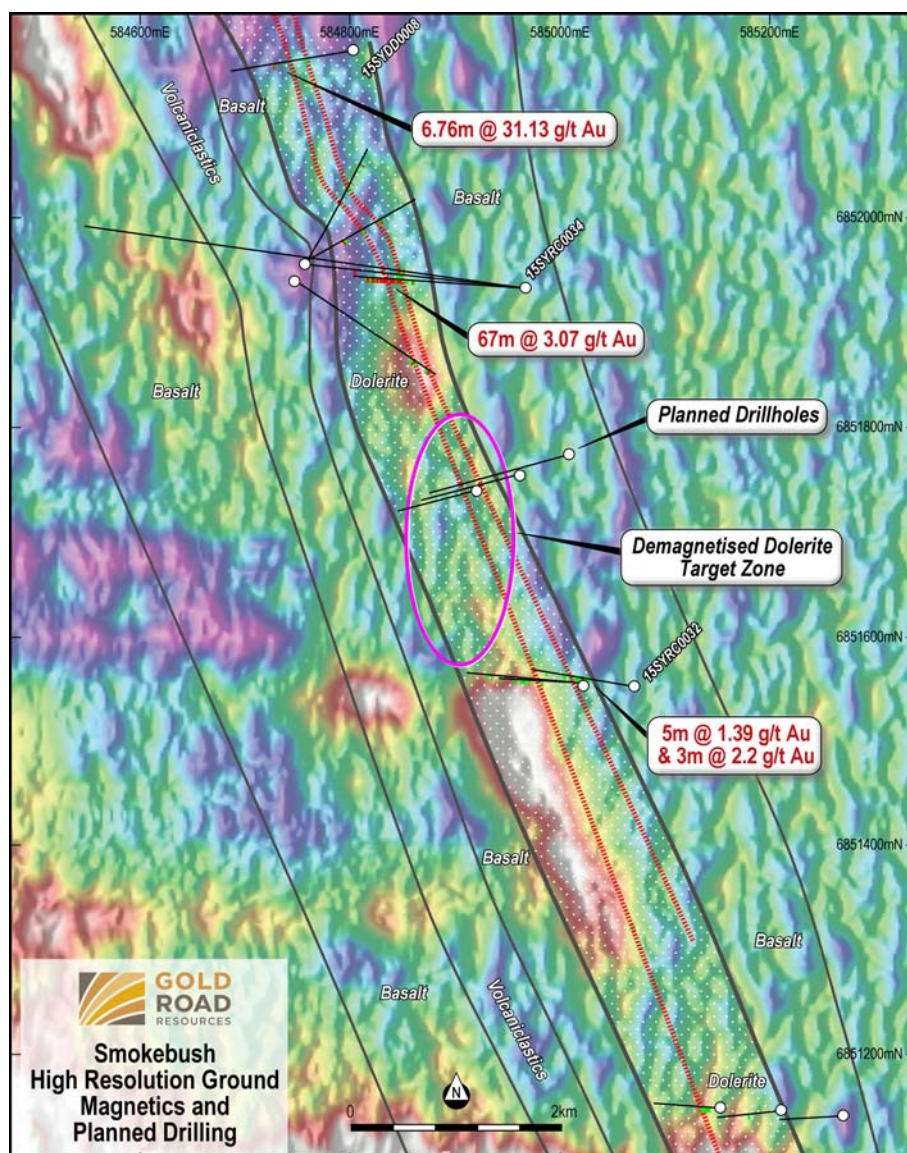 584600mE
584800mE
585000mE
585200mE
15SYDD0008
Basalt
Volcaniclastics
6.76m @ 31.13 g/t Au
Basalt
6852000mN
15SYRC0034
67m @ 3.07 g/t Au
Basalt
Dolerite
Planned Drillholes
6851800mN
Demagnetised Dolerite
Target Zone
6851600mN
15SYRC0032
5m @ 1.39 g/t Au
& 3m @ 2.2 g/t Au
6851400mN
Basalt
Basalt
Basalt
Volcaniclastics
GOLD
ROAD
RESOURCES
Smokebush
High Resolution Ground
Magnetics and
Planned Drilling
N
0
2km
6851200mN
Dolerite